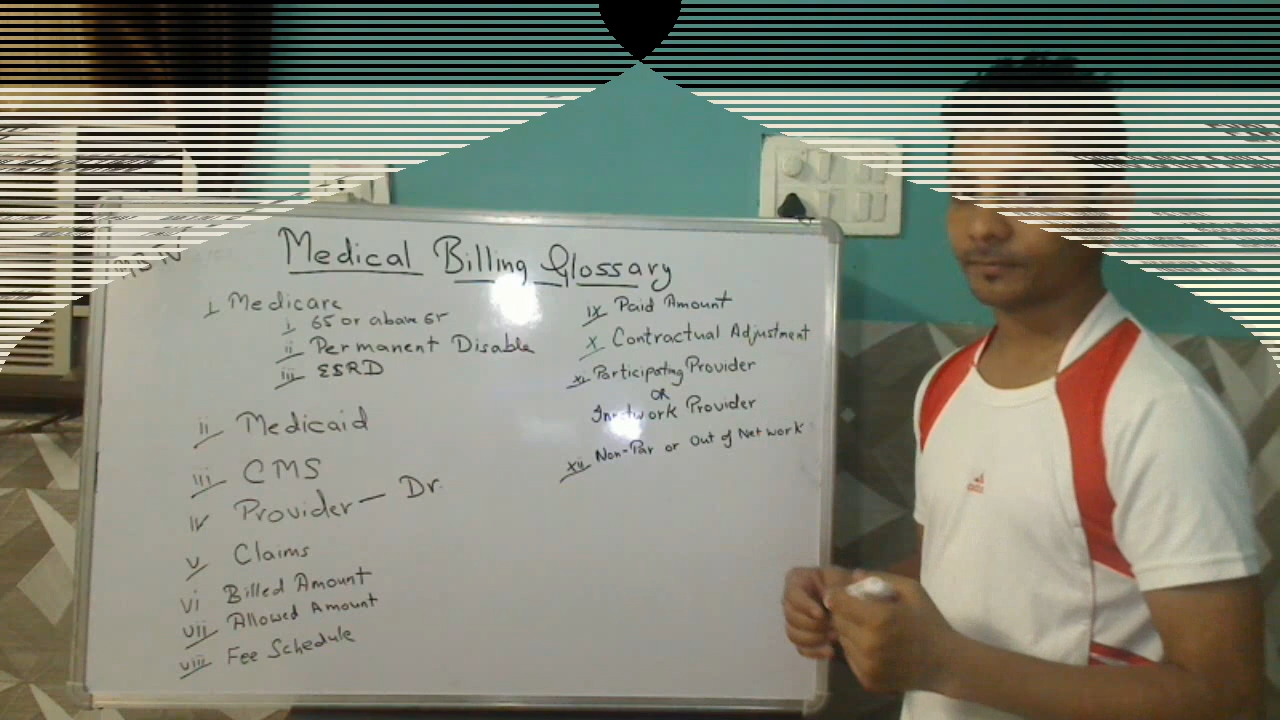 Medical Billing Glossary
i Medicare
i 65 or above 65
ii Permanent Disable
iii ESRD
ii Medicaid
iii CMS
iv Provider — Dr.
v Claims
vi Billed Amount
vii Allowed Amount
viii Fee Schedule
ix Paid Amount
x Contractual Adjustment
xi Participating Provider
OR
Innetwork Provider
xii Non-Par or Out of Network
adidas